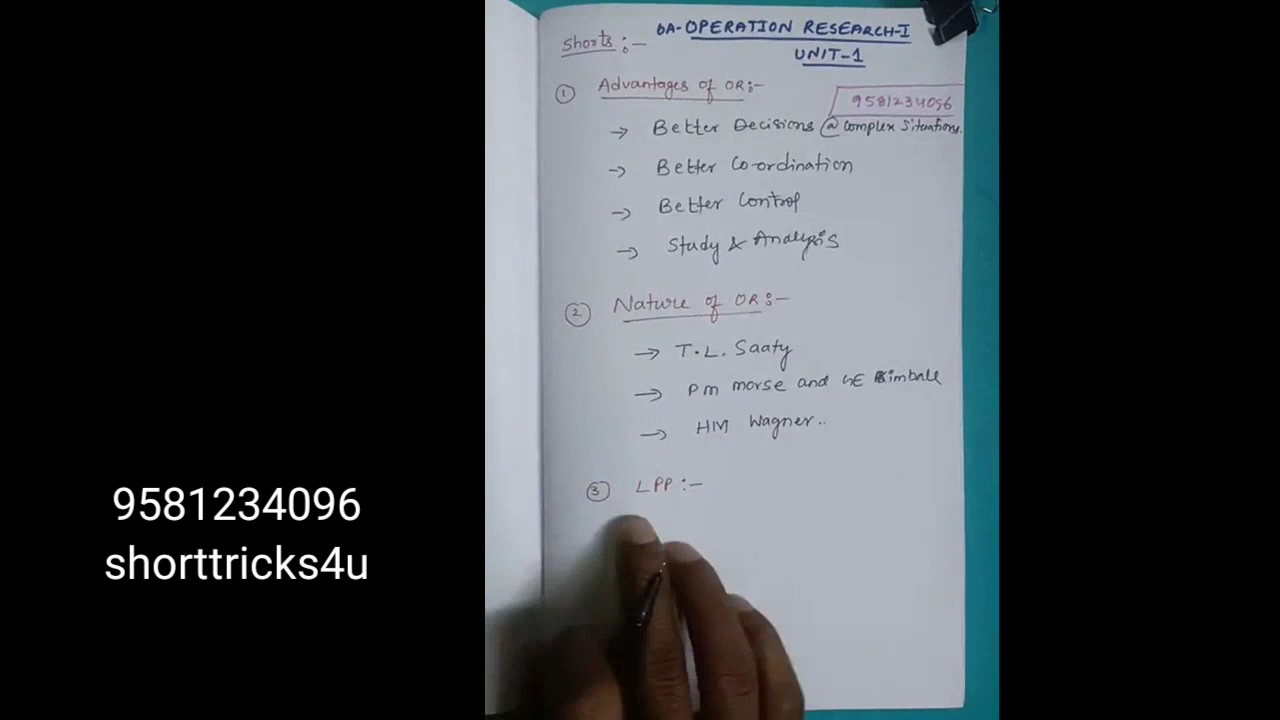 6A-OPERATION RESEARCH-I
Shorts:-
UNIT-1
① Advantages of OR:-
9581234096
→ Better Decisions @ complex situations.
→ Better Co-ordination
→ Better Control
→ Study & Analysis
② Nature of OR:-
→ T.L. Saaty
→ PM morse and GE Kimball
→ HM Wagner..
③ LPP:-
9581234096
shorttricks4u